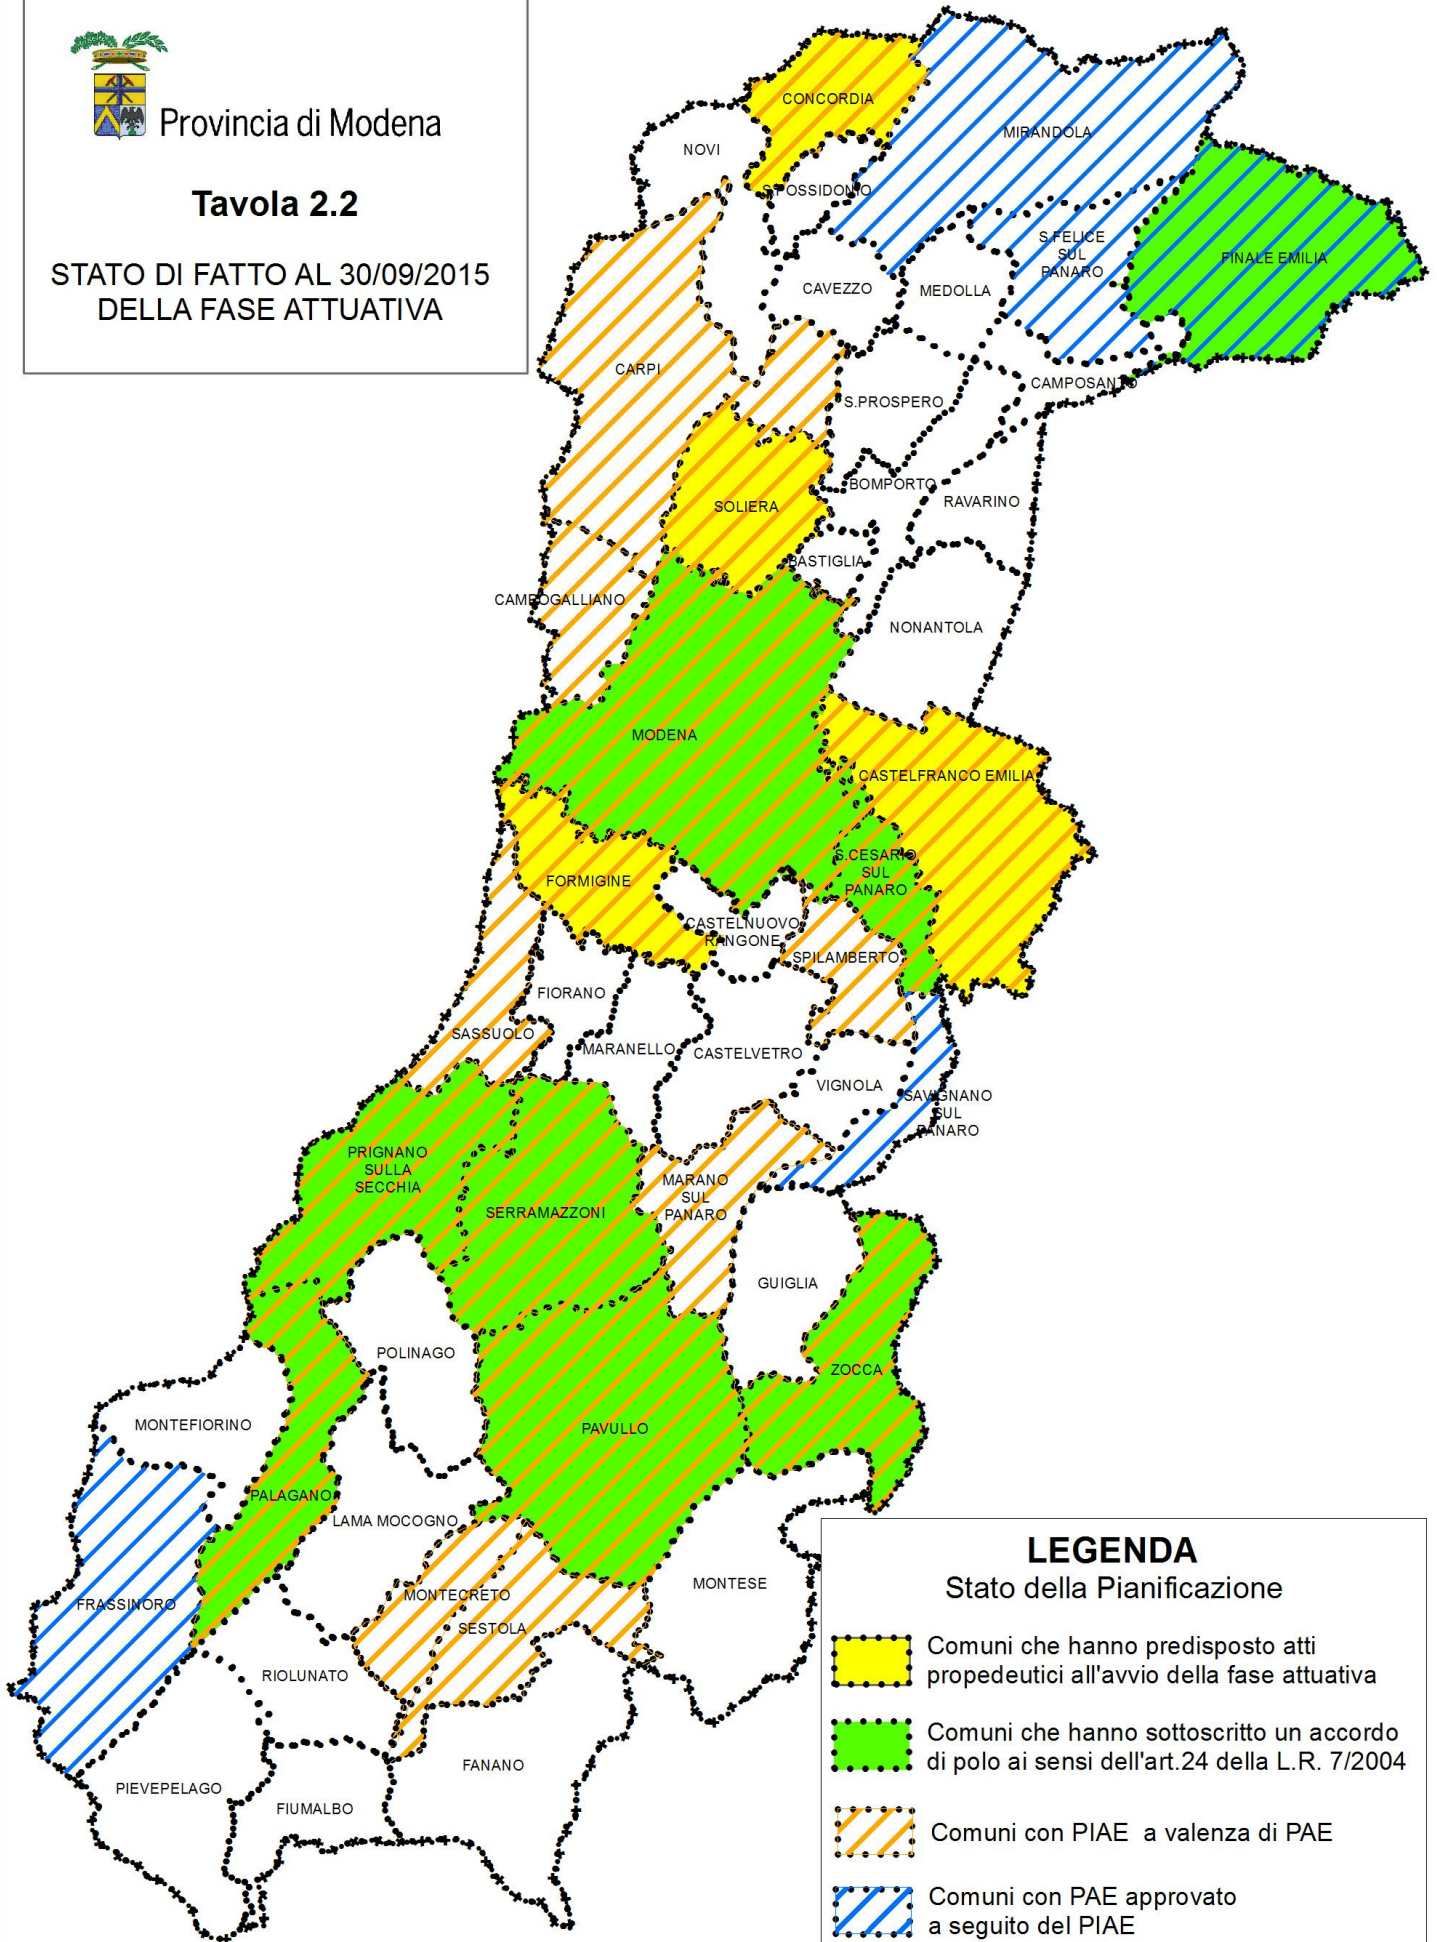 Provincia di Modena
Tavola 2.2
STATO DI FATTO AL 30/09/2015
DELLA FASE ATTUATIVA
CONCORDIA
MIRANDOLA
NOVI
S.POSSIDONIO
S.FELICE
SUL
PANARO
FINALE EMILIA
CAVEZZO
MEDOLLA
CARPI
CAMPOSANTO
S.PROSPERO
BOMPORTO
RAVARINO
SOLIERA
BASTIGLIA
CAMPOGALLIANO
NONANTOLA
MODENA
CASTELFRANCO EMILIA
S.CESARIO
SUL
PANARO
FORMIGINE
CASTELNUOVO
RANGONE
SPILAMBERTO
FIORANO
SASSUOLO
MARANELLO
CASTELVETRO
VIGNOLA
SAVIGNANO
SUL
PANARO
PRIGNANO
SULLA
SECCHIA
MARANO
SUL
PANARO
SERRAMAZZONI
GUIGLIA
POLINAGO
ZOCCA
MONTEFIORINO
PAVULLO
PALAGANO
LAMA MOCOGNO
MONTECRETO
MONTESE
FRASSINORO
SESTOLA
RIOLUNATO
FANANO
PIEVEPELAGO
FIUMALBO
LEGENDA
Stato della Pianificazione
Comuni che hanno predisposto atti
propedeutici all'avvio della fase attuativa
Comuni che hanno sottoscritto un accordo
di polo ai sensi dell'art.24 della L.R. 7/2004
Comuni con PIAE a valenza di PAE
Comuni con PAE approvato
a seguito del PIAE